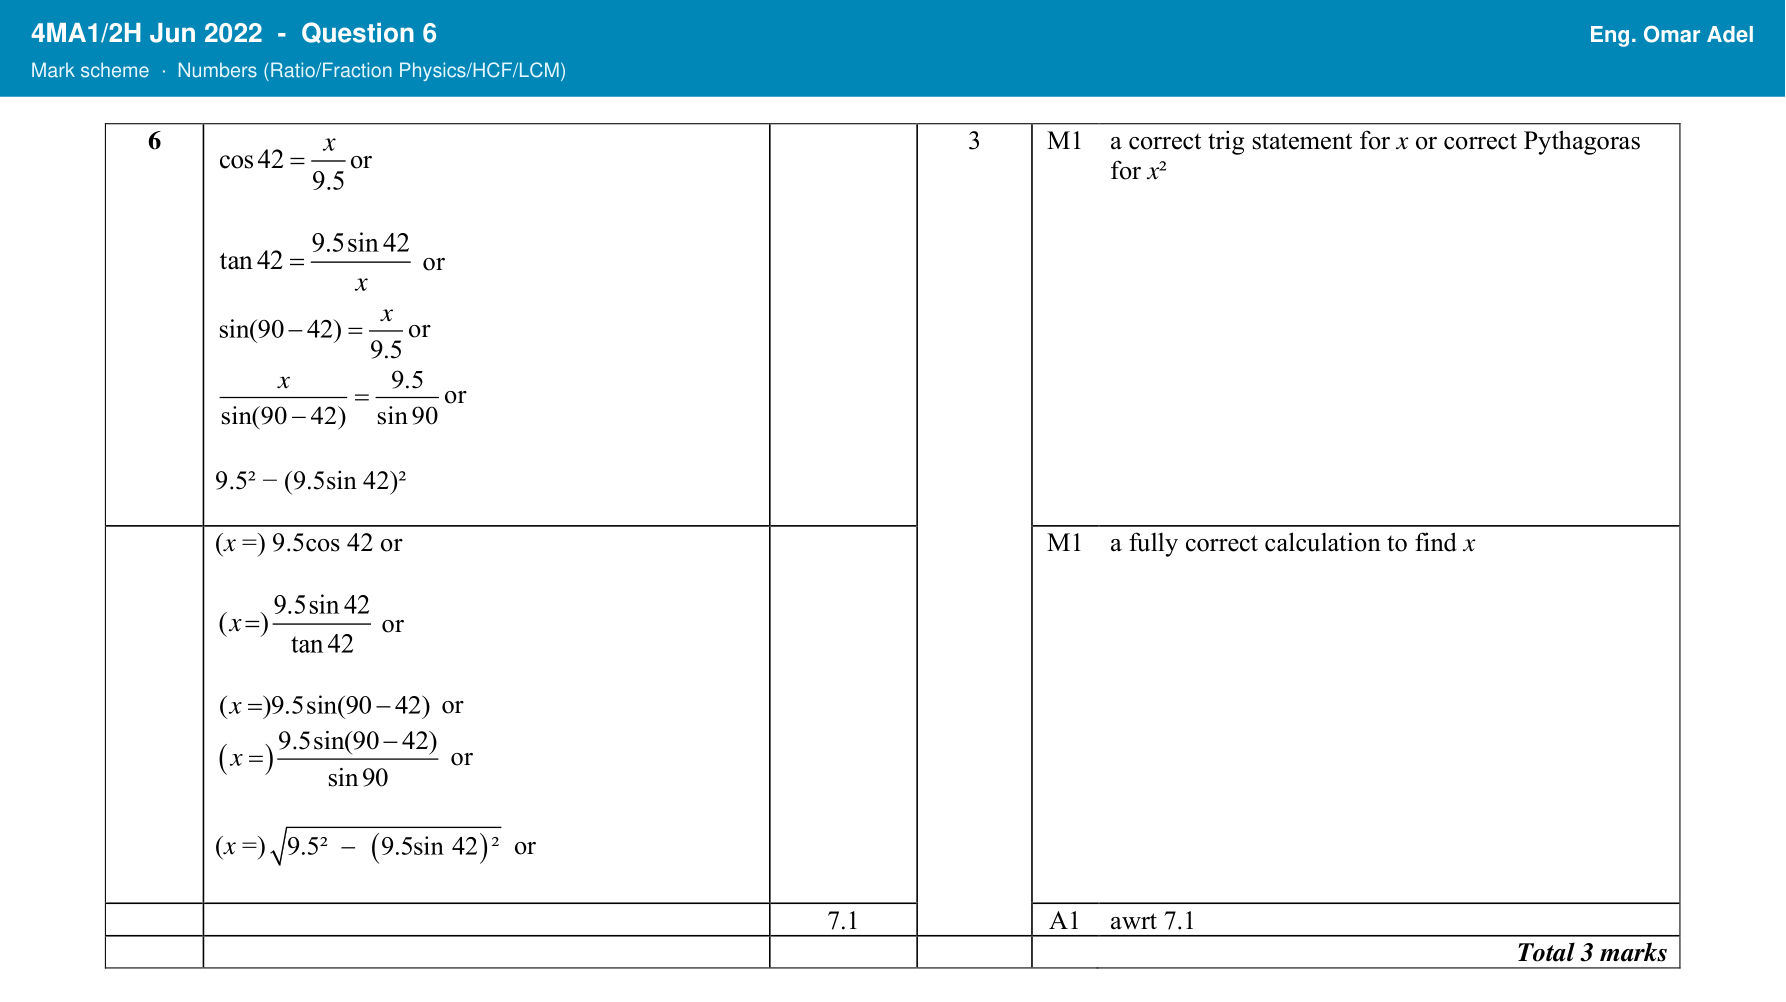 4MA1/2H Jun 2022  -  Question 6
Eng. Omar Adel
Mark scheme · Numbers (Ratio/Fraction Physics/HCF/LCM)
6
cos 42 = x/9.5 or
3
M1 a correct trig statement for x or correct Pythagoras
for x²
tan 42 = 9.5sin 42/x or
sin(90 – 42) = x/9.5 or
x/sin(90 – 42) = 9.5/sin 90 or
9.5² − (9.5sin 42)²
(x =) 9.5cos 42 or
M1 a fully correct calculation to find x
(x =) 9.5sin 42/tan 42 or
(x =)9.5sin(90 – 42) or
(x =) 9.5sin(90 – 42)/sin 90 or
(x =) √(9.5² – (9.5sin 42)²) or
7.1
A1 awrt 7.1
Total 3 marks